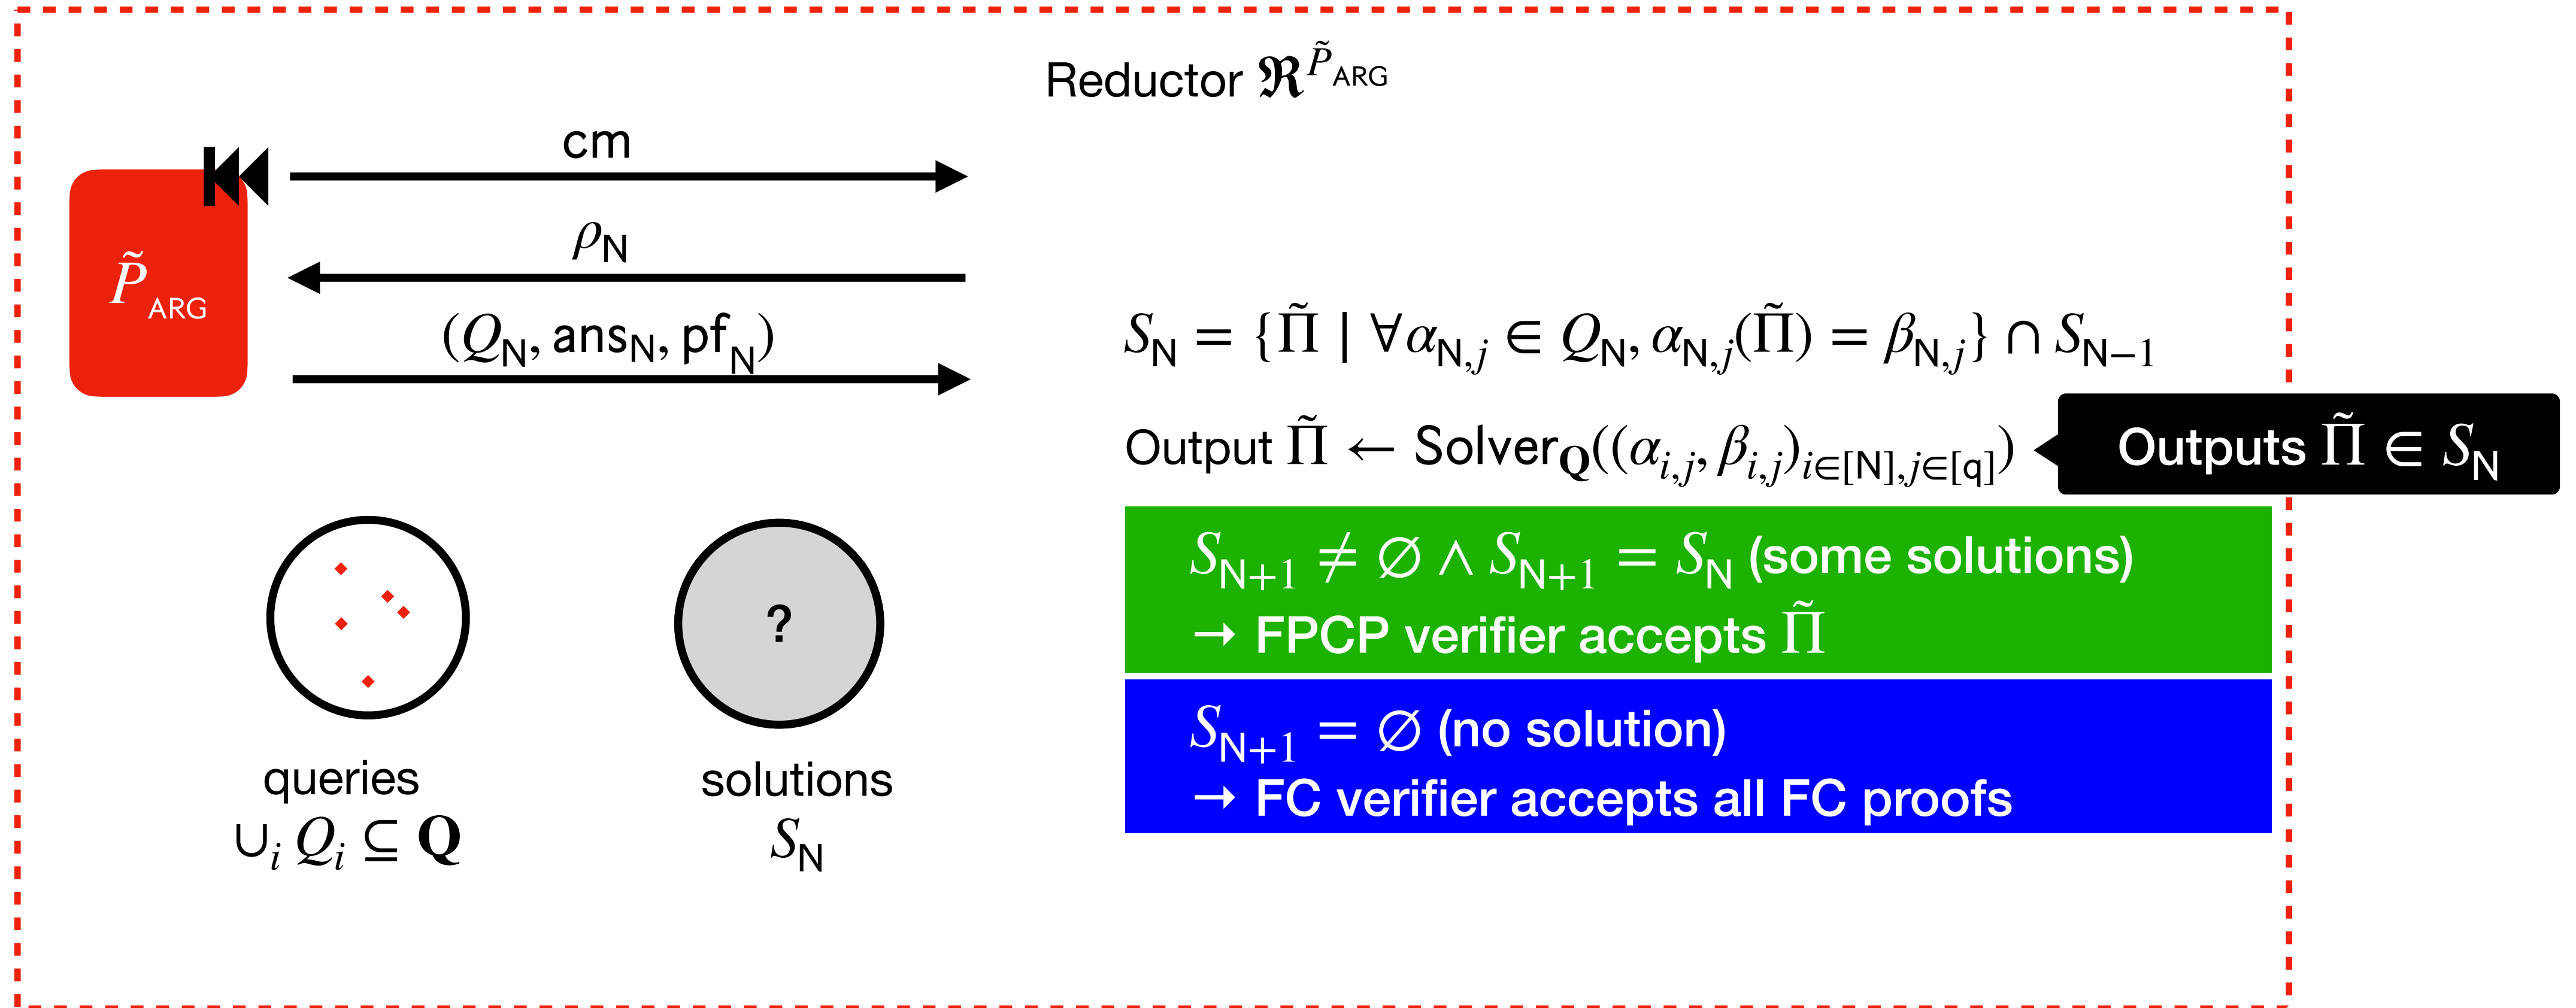 Reductor 𝕽^{P̃_ARG}
cm
ρ_N
P̃_ARG
(Q_N, ans_N, pf_N)
S_N = {Π̃ | ∀α_{N,j} ∈ Q_N, α_{N,j}(Π̃) = β_{N,j}} ∩ S_{N−1}
Output Π̃ ← Solver_𝐐((α_{i,j}, β_{i,j})_{i∈[N],j∈[q]})
Outputs Π̃ ∈ S_N
S_{N+1} ≠ ∅ ∧ S_{N+1} = S_N (some solutions)
→ FPCP verifier accepts Π̃
S_{N+1} = ∅ (no solution)
→ FC verifier accepts all FC proofs
?
queries
∪_i Q_i ⊆ 𝐐
solutions
S_N